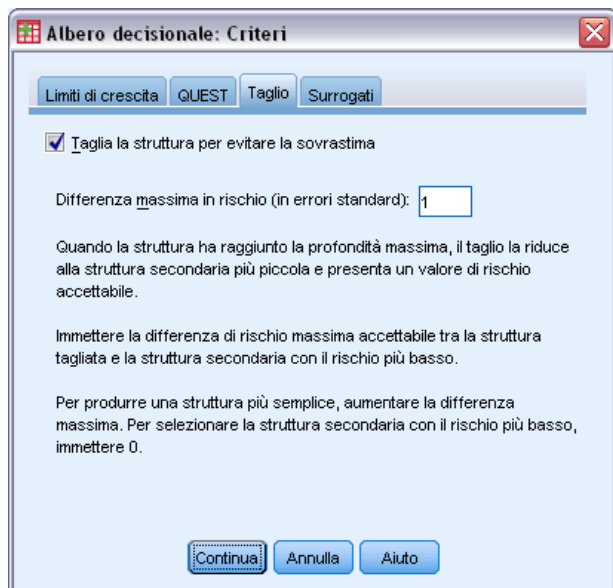 Albero decisionale: Criteri
Limiti di crescita QUEST Taglio Surrogati
Taglia la struttura per evitare la sovrastima
Differenza massima in rischio (in errori standard): 1
Quando la struttura ha raggiunto la profondità massima, il taglio la riduce
alla struttura secondaria più piccola e presenta un valore di rischio
accettabile.
Immettere la differenza di rischio massima accettabile tra la struttura
tagliata e la struttura secondaria con il rischio più basso.
Per produrre una struttura più semplice, aumentare la differenza
massima. Per selezionare la struttura secondaria con il rischio più basso,
immettere 0.
Continua Annulla Aiuto